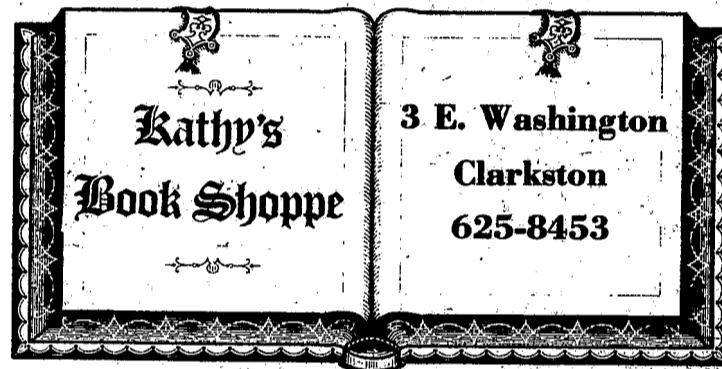 Kathy's
Book Shoppe
3 E. Washington
Clarkston
625-8453